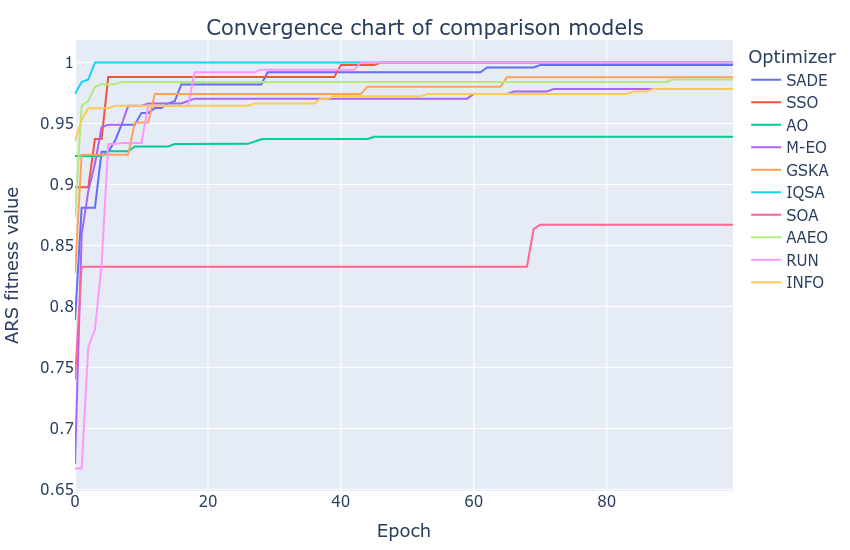 Convergence chart of comparison models
Optimizer
SADE
SSO
AO
M-EO
GSKA
IQSA
SOA
AAEO
RUN
INFO
ARS fitness value
1
0.95
0.9
0.85
0.8
0.75
0.7
0.65
0
20
40
60
80
Epoch